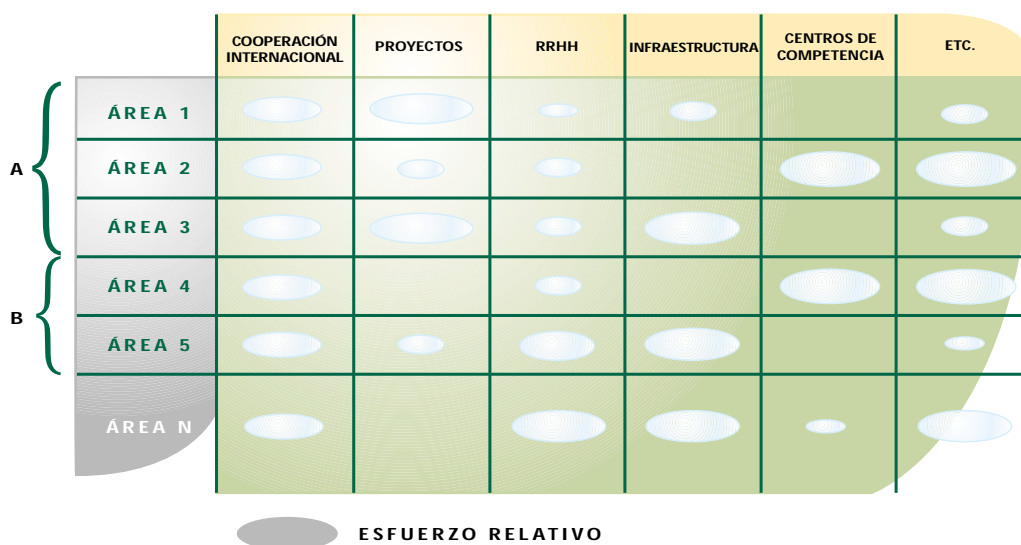 COOPERACIÓN
INTERNACIONAL
PROYECTOS
RRHH
INFRAESTRUCTURA
CENTROS DE
COMPETENCIA
ETC.
A
ÁREA 1
ÁREA 2
ÁREA 3
B
ÁREA 4
ÁREA 5
ÁREA N
ESFUERZO RELATIVO